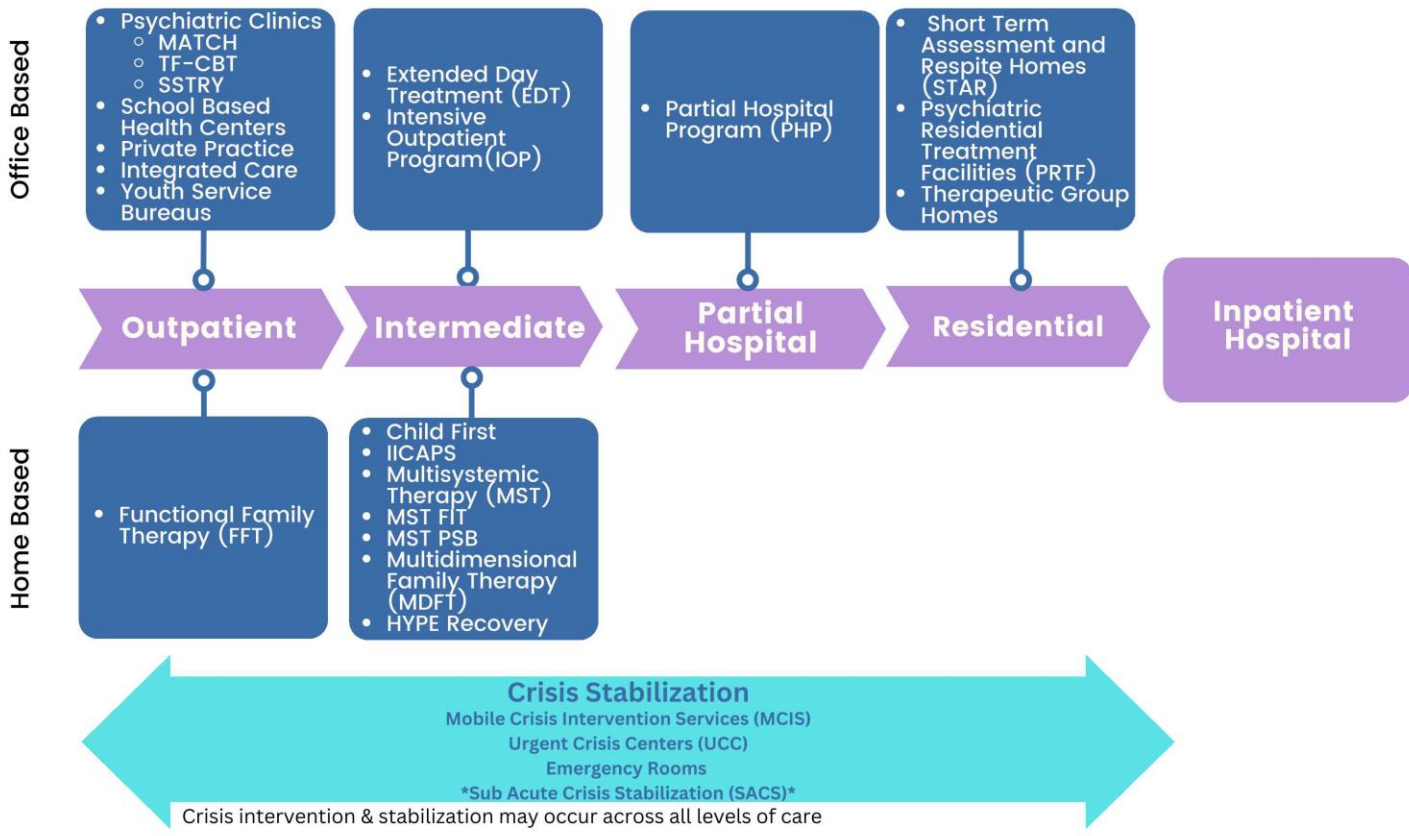 Office Based
• Psychiatric Clinics
○ MATCH
○ TF-CBT
○ SSTRY
• School Based
Health Centers
• Private Practice
• Integrated Care
• Youth Service
Bureaus
• Extended Day
Treatment (EDT)
• Intensive
Outpatient
Program(IOP)
• Partial Hospital
Program (PHP)
• Short Term
Assessment and
Respite Homes
(STAR)
• Psychiatric
Residential
Treatment
Facilities (PRTF)
• Therapeutic Group
Homes
Outpatient
Intermediate
Partial
Hospital
Residential
Inpatient
Hospital
Home Based
• Functional Family
Therapy (FFT)
• Child First
• IICAPS
• Multisystemic
Therapy (MST)
• MST FIT
• MST PSB
• Multidimensional
Family Therapy
(MDFT)
• HYPE Recovery
Crisis Stabilization
Mobile Crisis Intervention Services (MCIS)
Urgent Crisis Centers (UCC)
Emergency Rooms
*Sub Acute Crisis Stabilization (SACS)*
Crisis intervention & stabilization may occur across all levels of care